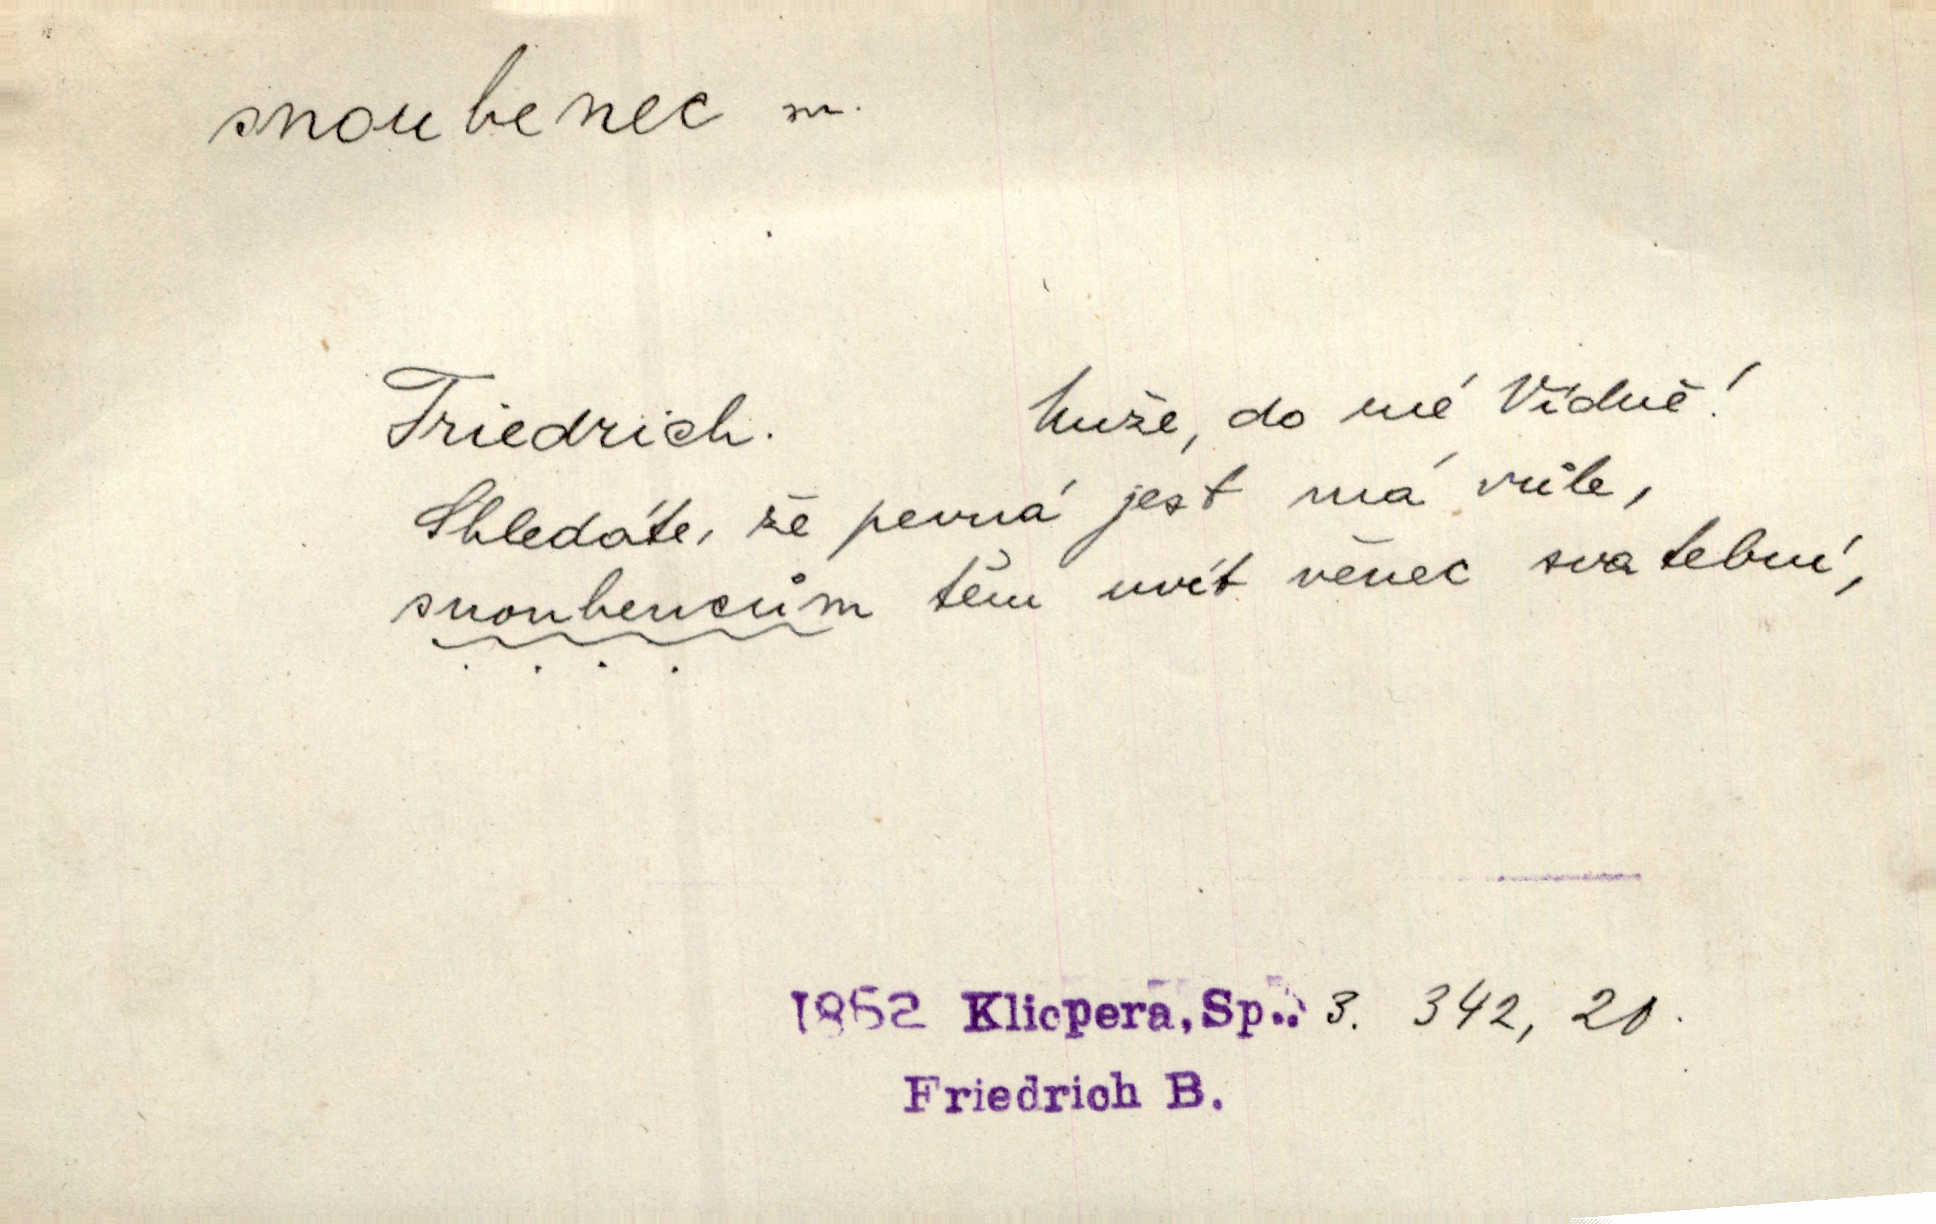 snoubenec m.
Friedrich. Nuže, do mé Vídně!
Shledáte, že pevná jest má vůle,
snoubencům těm uvít věnec svatební,
. . . .
1852 Klicpera, Sp.. 3. 342, 21.
Friedrich B.